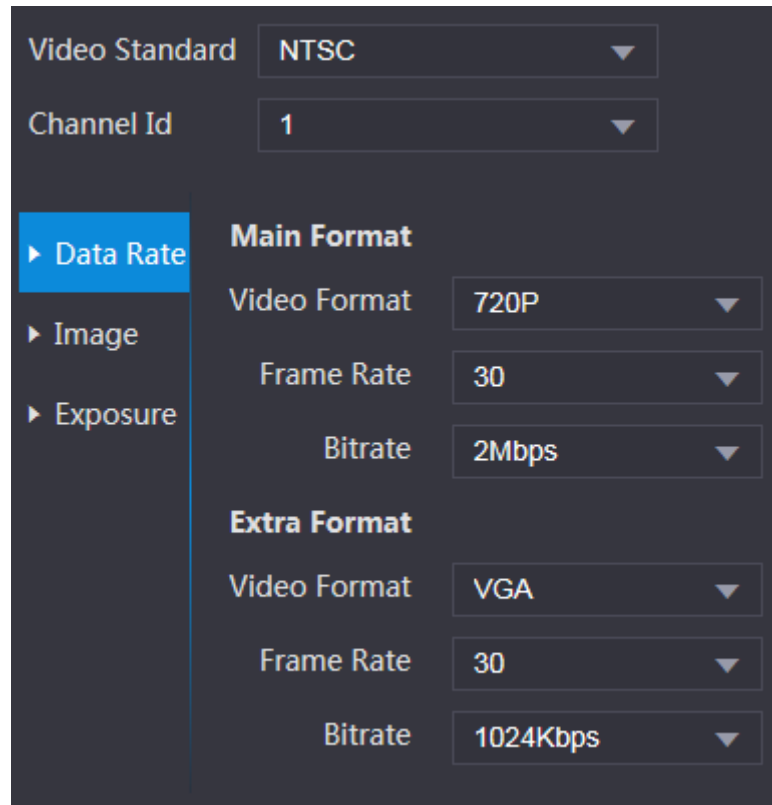 Video Standard NTSC
Channel Id 1
Data Rate
Image
Exposure
Main Format
Video Format 720P
Frame Rate 30
Bitrate 2Mbps
Extra Format
Video Format VGA
Frame Rate 30
Bitrate 1024Kbps